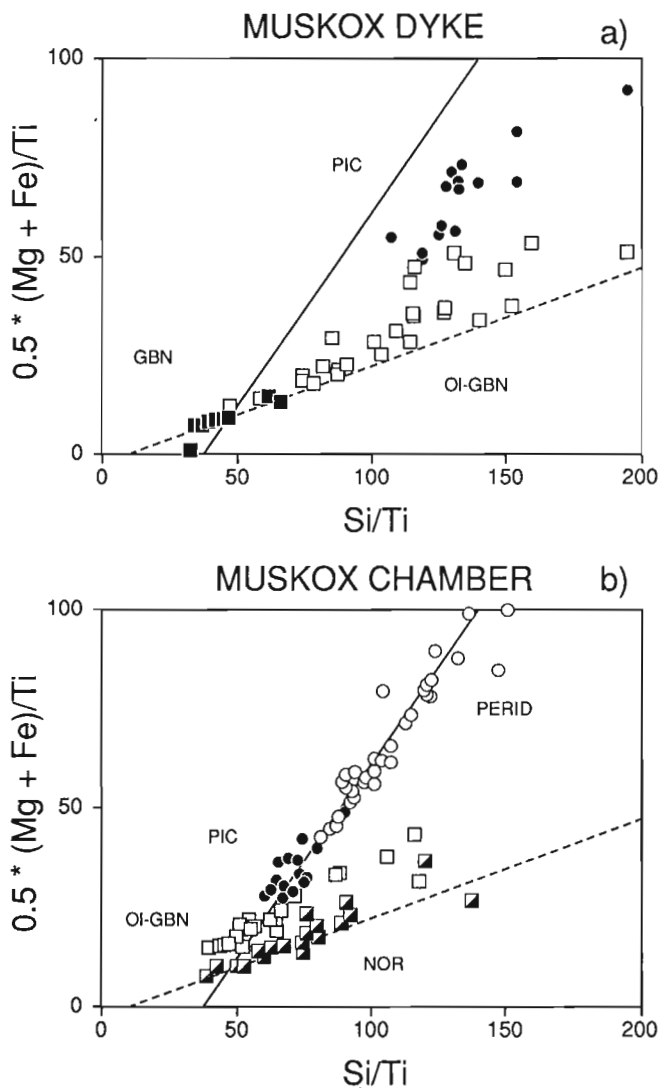 MUSKOX DYKE
a)
100
PIC
50
GBN
Ol-GBN
0
0.5 * (Mg + Fe)/Ti
0 50 100 150 200
Si/Ti
MUSKOX CHAMBER
b)
100
PERID
50
PIC
Ol-GBN
NOR
0
0.5 * (Mg + Fe)/Ti
0 50 100 150 200
Si/Ti